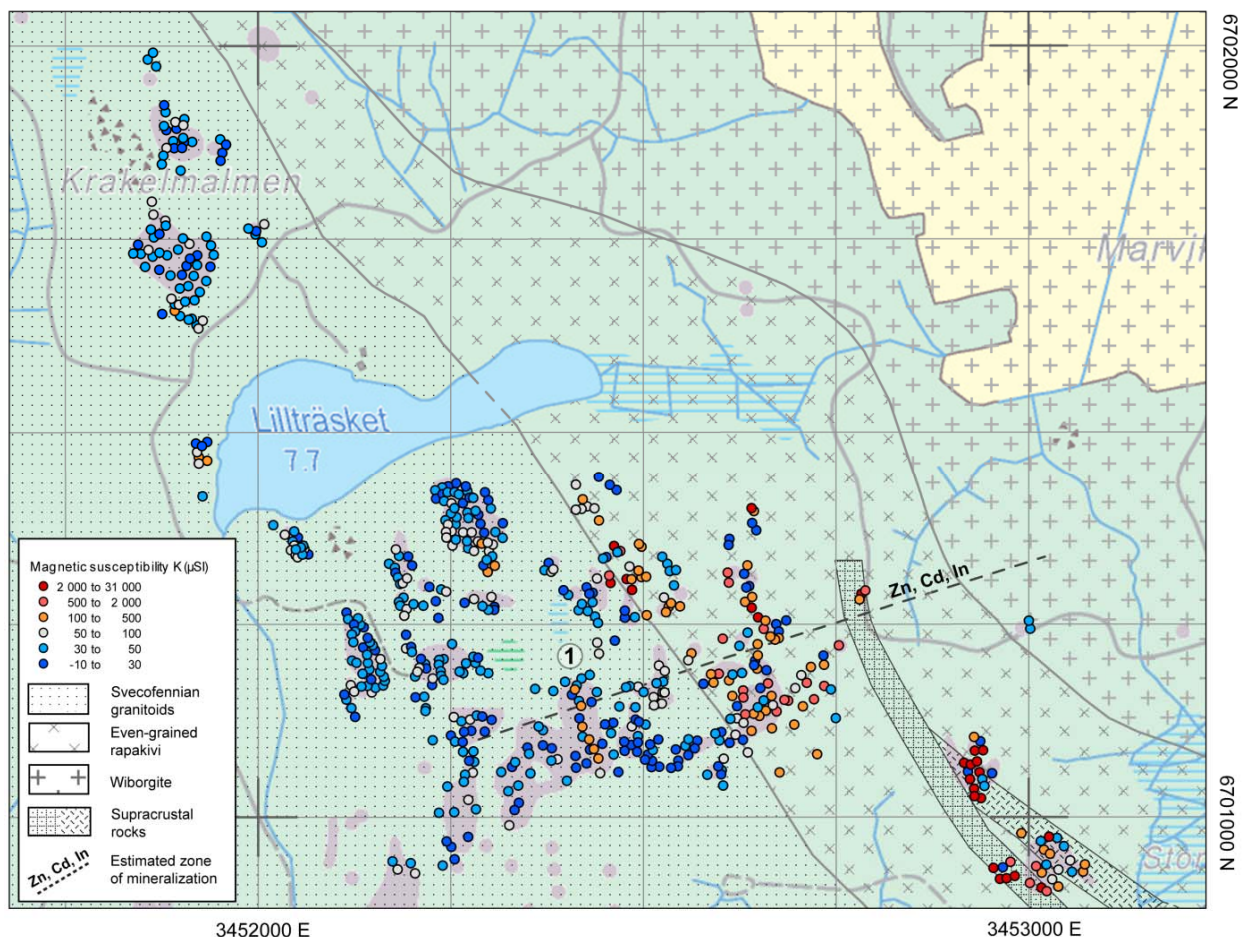 6702000 N
Krakelmalmen
Marvik
Lillträsket
7.7
Zn, Cd, In
1
Magnetic susceptibility K (µSI)
2 000 to 31 000
500 to 2 000
100 to 500
50 to 100
30 to 50
-10 to 30
Svecofennian
granitoids
Even-grained
rapakivi
Wiborgite
Supracrustal
rocks
Zn, Cd, In
Estimated zone
of mineralization
6701000 N
Stor
3452000 E
3453000 E